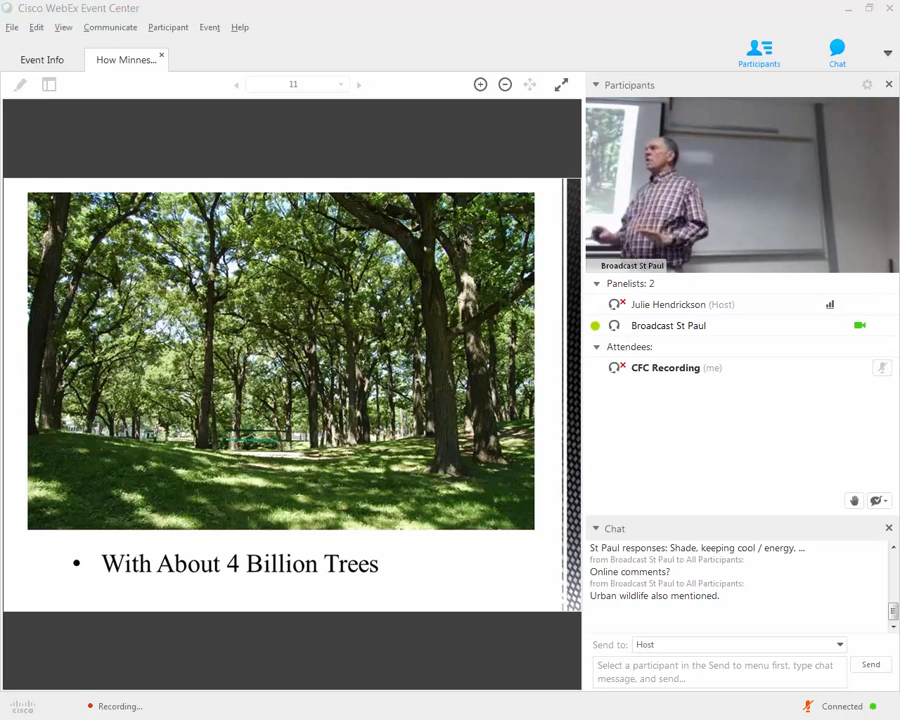 Cisco WebEx Event Center
File Edit View Communicate Participant Event Help
Event Info
How Minnes...
Participants
Chat
11
Participants
Broadcast St Paul
Panelists: 2
Julie Hendrickson (Host)
Broadcast St Paul
Attendees:
CFC Recording (me)
With About 4 Billion Trees
Chat
St Paul responses: Shade, keeping cool / energy. ...
from Broadcast St Paul to All Participants:
Online comments?
from Broadcast St Paul to All Participants:
Urban wildlife also mentioned.
Send to: Host
Select a participant in the Send to menu first, type chat
message, and send...
Send
cisco
Recording...
Connected